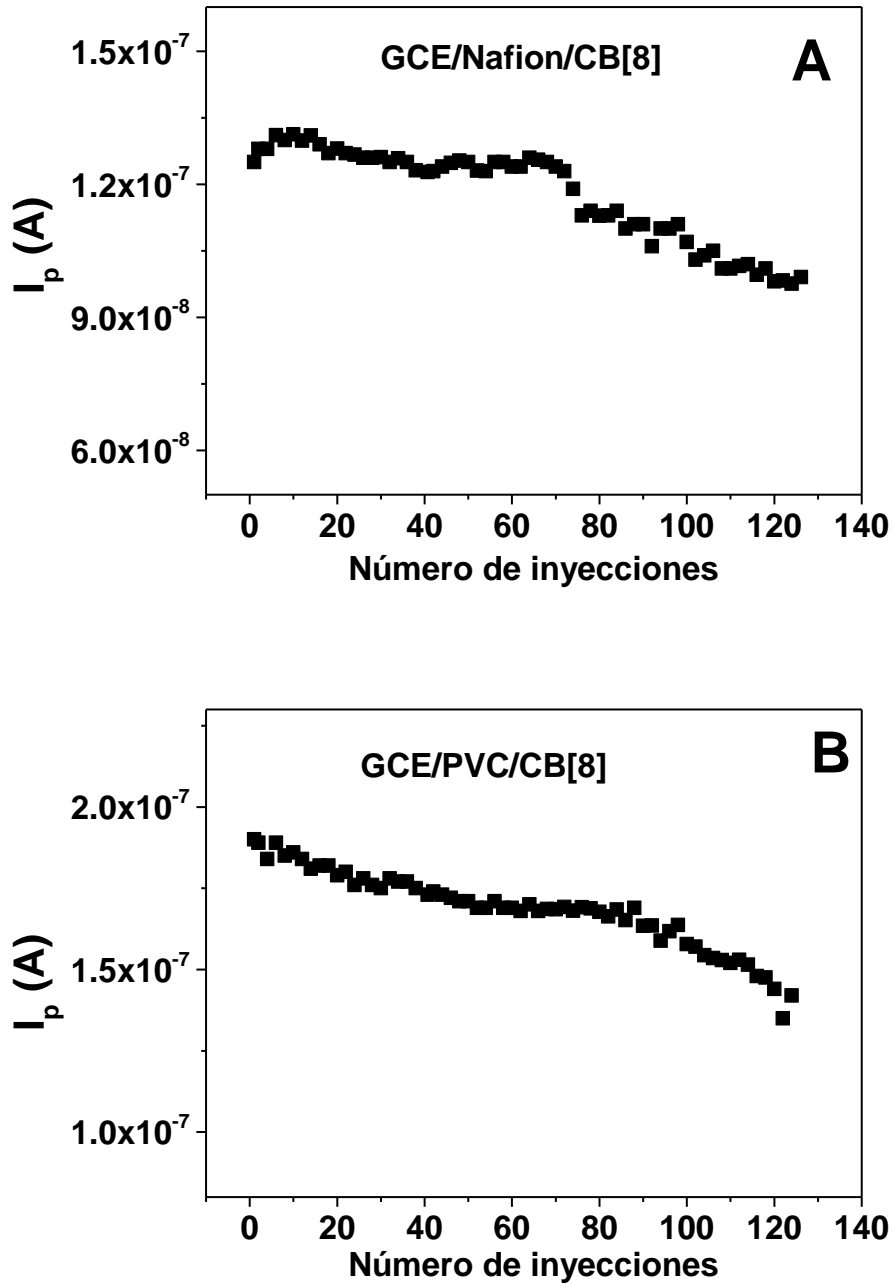 A
GCE/Nafion/CB[8]
1.5x10⁻⁷
1.2x10⁻⁷
9.0x10⁻⁸
6.0x10⁻⁸
Iₚ (A)
0 20 40 60 80 100 120 140
Número de inyecciones
B
GCE/PVC/CB[8]
2.0x10⁻⁷
1.5x10⁻⁷
1.0x10⁻⁷
Iₚ (A)
0 20 40 60 80 100 120 140
Número de inyecciones